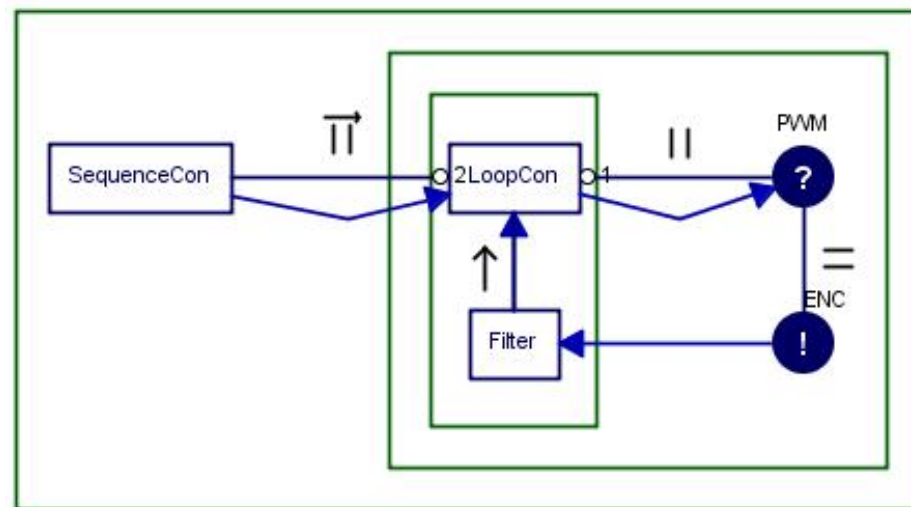 PWM
SequenceCon
2LoopCon
1
?
ENC
Filter
!